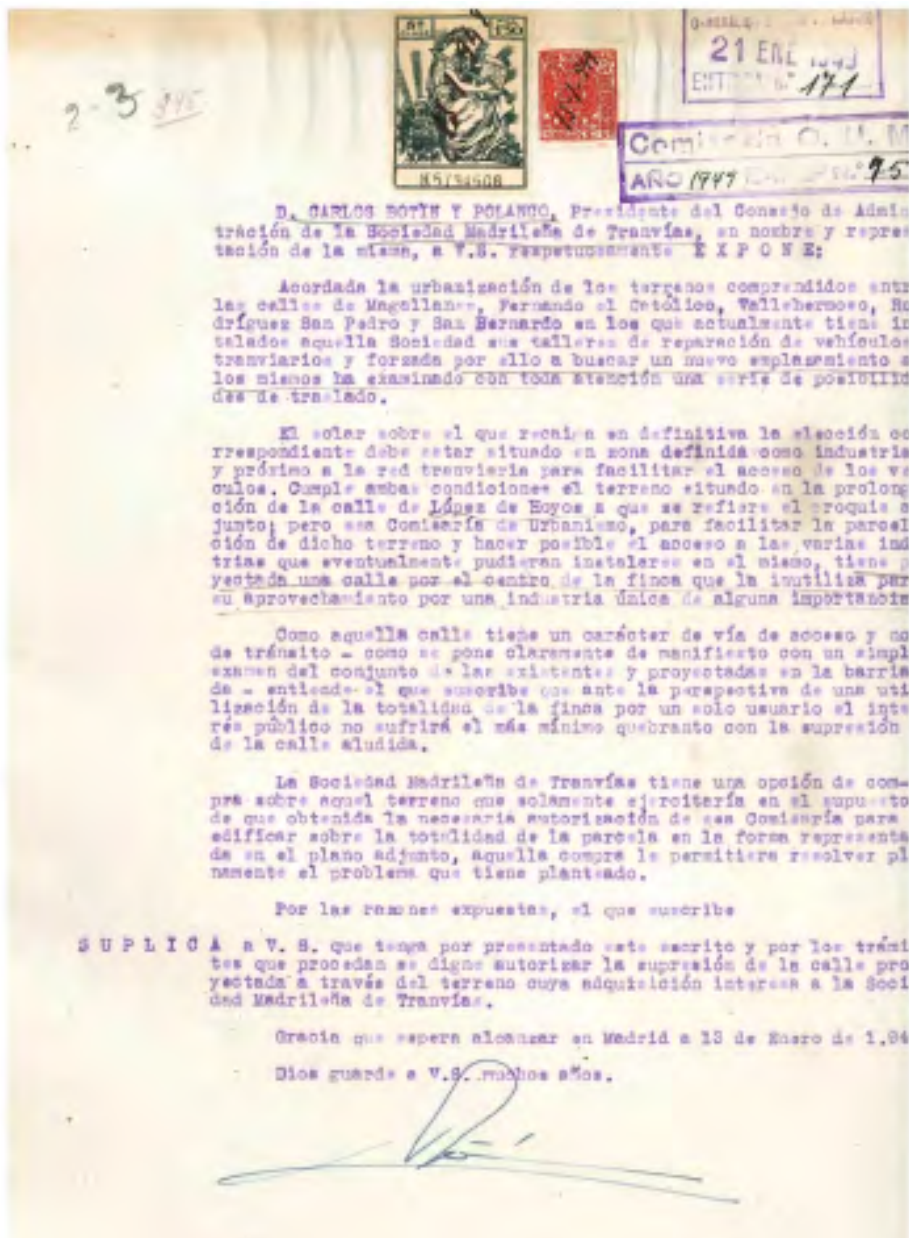 1'50
K5734508
21 ENE 1949
171
2-3 945
Comisaría O. U. M
AÑO 1949 Nº 95
D. CARLOS BOTÍN Y POLANCO, Presidente del Consejo de Admin
tración de la Sociedad Madrileña de Tranvías, en nombre y repres
tación de la misma, a V.S. respetuosamente E X P O N E:
Acordada la urbanización de los terrenos comprendidos entr
las calles de Magallanes, Fernando el Católico, Vallehermoso, Ro
dríguez San Pedro y San Bernardo en los que actualmente tiene in
talados aquella Sociedad sus talleres de reparación de vehículos
tranviarios y forzada por ello a buscar un nuevo emplazamiento a
los mismos ha examinado con toda atención una serie de posibilid
des de traslado.
El solar sobre el que recaiga en definitiva la elección co
rrespondiente debe estar situado en zona definida como industria
y próximo a la red tranviaria para facilitar el acceso de los ve
culos. Cumple ambas condiciones el terreno situado en la prolong
ción de la calle de López de Hoyos a que se refiere el croquis a
junto; pero esa Comisaría de Urbanismo, para facilitar la parcel
ción de dicho terreno y hacer posible el acceso a las varias ind
trias que eventualmente pudieran instalarse en el mismo, tiene p
yectada una calle por el centro de la finca que la inutiliza par
su aprovechamiento por una industria única de alguna importancia
Como aquella calle tiene un carácter de vía de acceso y no
de tránsito - como se pone claramente de manifiesto con un simpl
examen del conjunto de las existentes y proyectadas en la barria
da - entiende el que suscribe que ante la perspectiva de una uti
lización de la totalidad de la finca por un solo usuario el inte
rés público no sufrirá el más mínimo quebranto con la supresión
de la calle aludida.
La Sociedad Madrileña de Tranvías tiene una opción de com-
pra sobre aquel terreno que solamente ejercitaría en el supuesto
de que obtenida la necesaria autorización de esa Comisaría para
edificar sobre la totalidad de la parcela en la forma representa
da en el plano adjunto, aquella compra le permitiera resolver pl
namente el problema que tiene planteado.
Por las razones expuestas, el que suscribe
S U P L I C A a V. S. que tenga por presentado este escrito y por los trámi
tes que procedan se digne autorizar la supresión de la calle pro
yectada a través del terreno cuya adquisición interesa a la Soci
dad Madrileña de Tranvías.
Gracia que espera alcanzar en Madrid a 13 de Enero de 1.94
Dios guarde a V.S. muchos años.